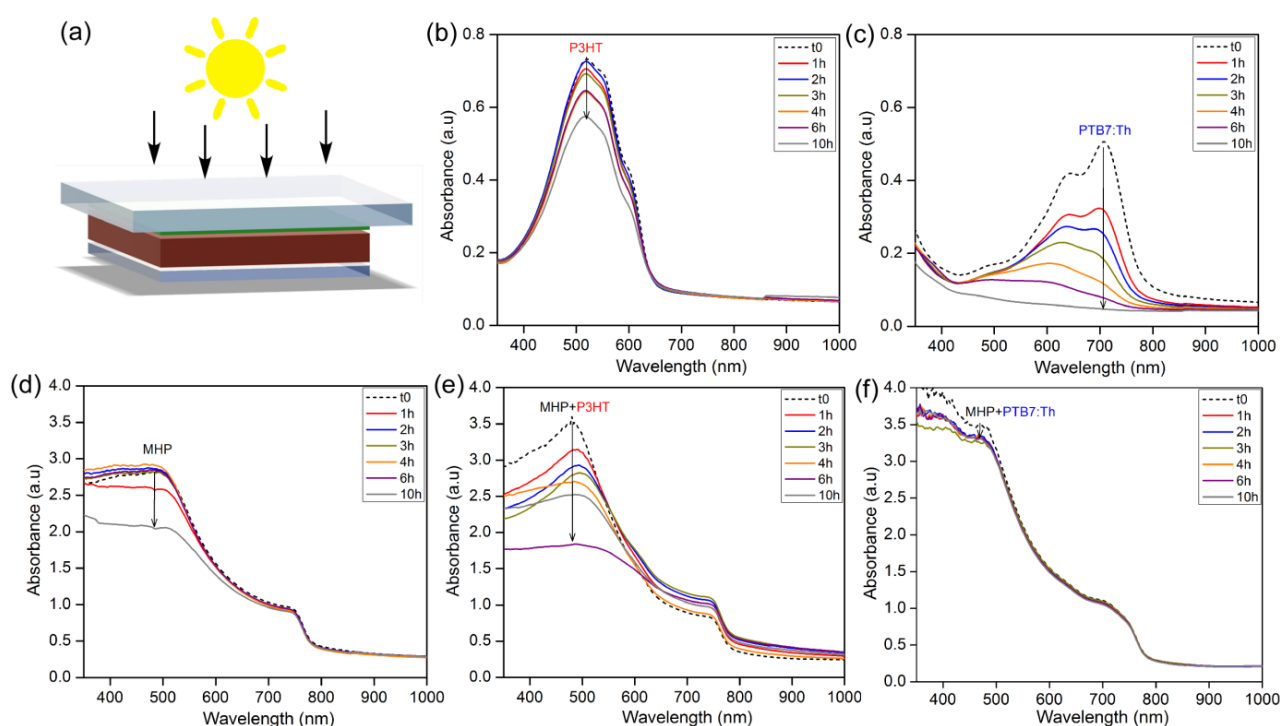 (a)
(b)
Absorbance (a.u)
0.8
0.6
0.4
0.2
0.0
400 500 600 700 800 900 1000
Wavelength (nm)
P3HT
t0
1h
2h
3h
4h
6h
10h
(c)
Absorbance (a.u)
0.8
0.6
0.4
0.2
0.0
400 500 600 700 800 900 1000
Wavelength (nm)
PTB7:Th
t0
1h
2h
3h
4h
6h
10h
(d)
Absorbance (a.u)
4.0
3.5
3.0
2.5
2.0
1.5
1.0
0.5
0.0
400 500 600 700 800 900 1000
Wavelength (nm)
MHP
t0
1h
2h
3h
4h
6h
10h
(e)
Absorbance (a.u)
4.0
3.5
3.0
2.5
2.0
1.5
1.0
0.5
0.0
400 500 600 700 800 900 1000
Wavelength (nm)
MHP+P3HT
t0
1h
2h
3h
4h
6h
10h
(f)
Absorbance (a.u)
4.0
3.5
3.0
2.5
2.0
1.5
1.0
0.5
0.0
400 500 600 700 800 900 1000
Wavelength (nm)
MHP+PTB7:Th
t0
1h
2h
3h
4h
6h
10h